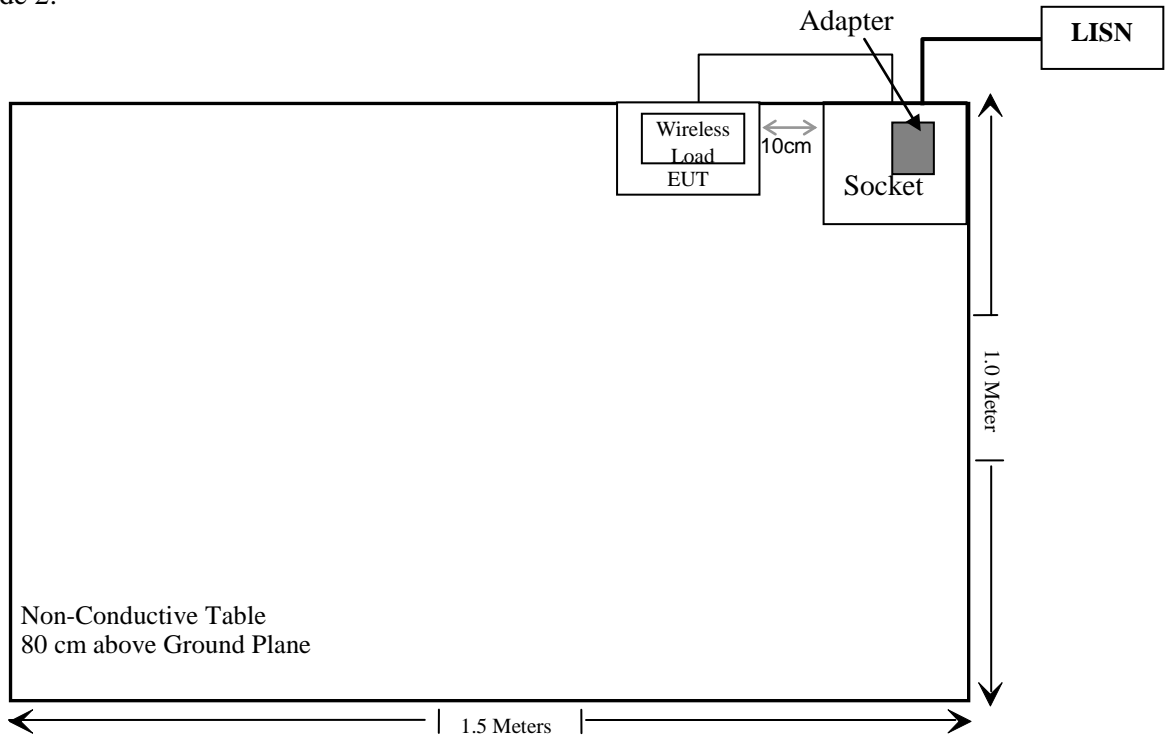 de 2:
Adapter
LISN
Wireless
Load
EUT
10cm
Socket
1.0 Meter
Non-Conductive Table
80 cm above Ground Plane
1.5 Meters